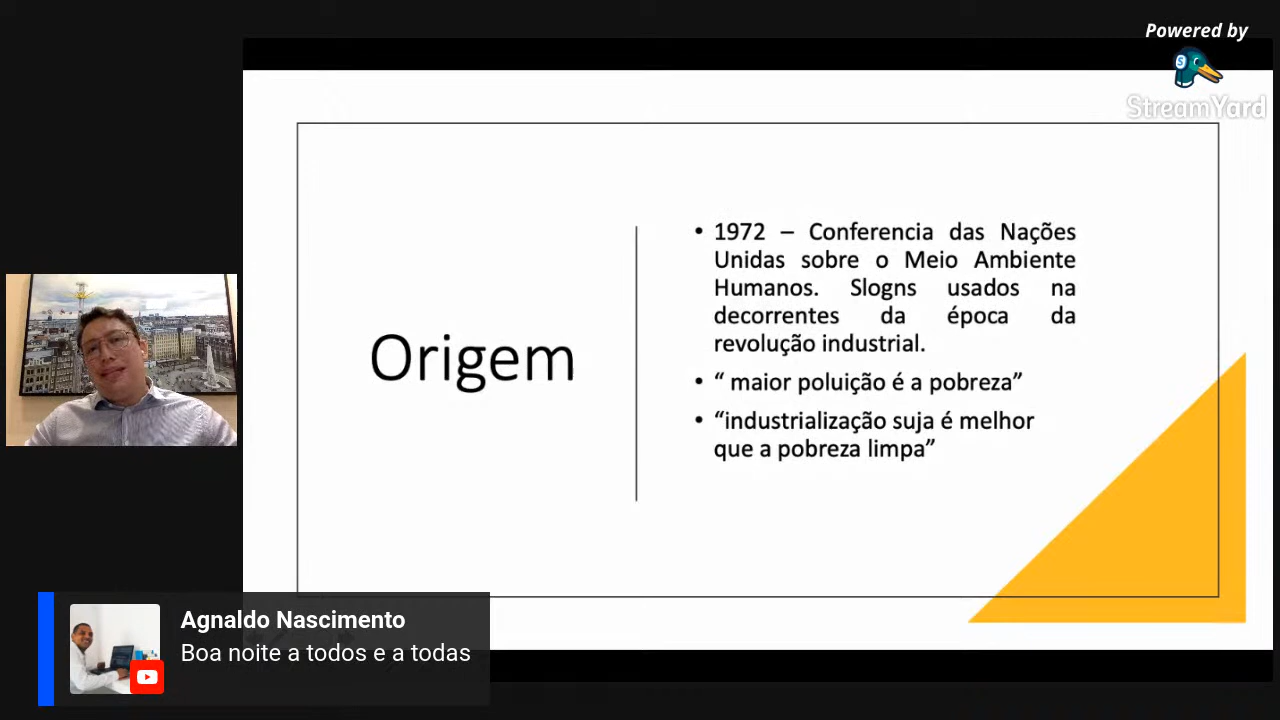 Powered by
StreamYard
Origem
• 1972 – Conferencia das Nações
Unidas sobre o Meio Ambiente
Humanos. Slogns usados na
decorrentes da época da
revolução industrial.
• “ maior poluição é a pobreza”
• “industrialização suja é melhor
que a pobreza limpa”
Agnaldo Nascimento
Boa noite a todos e a todas